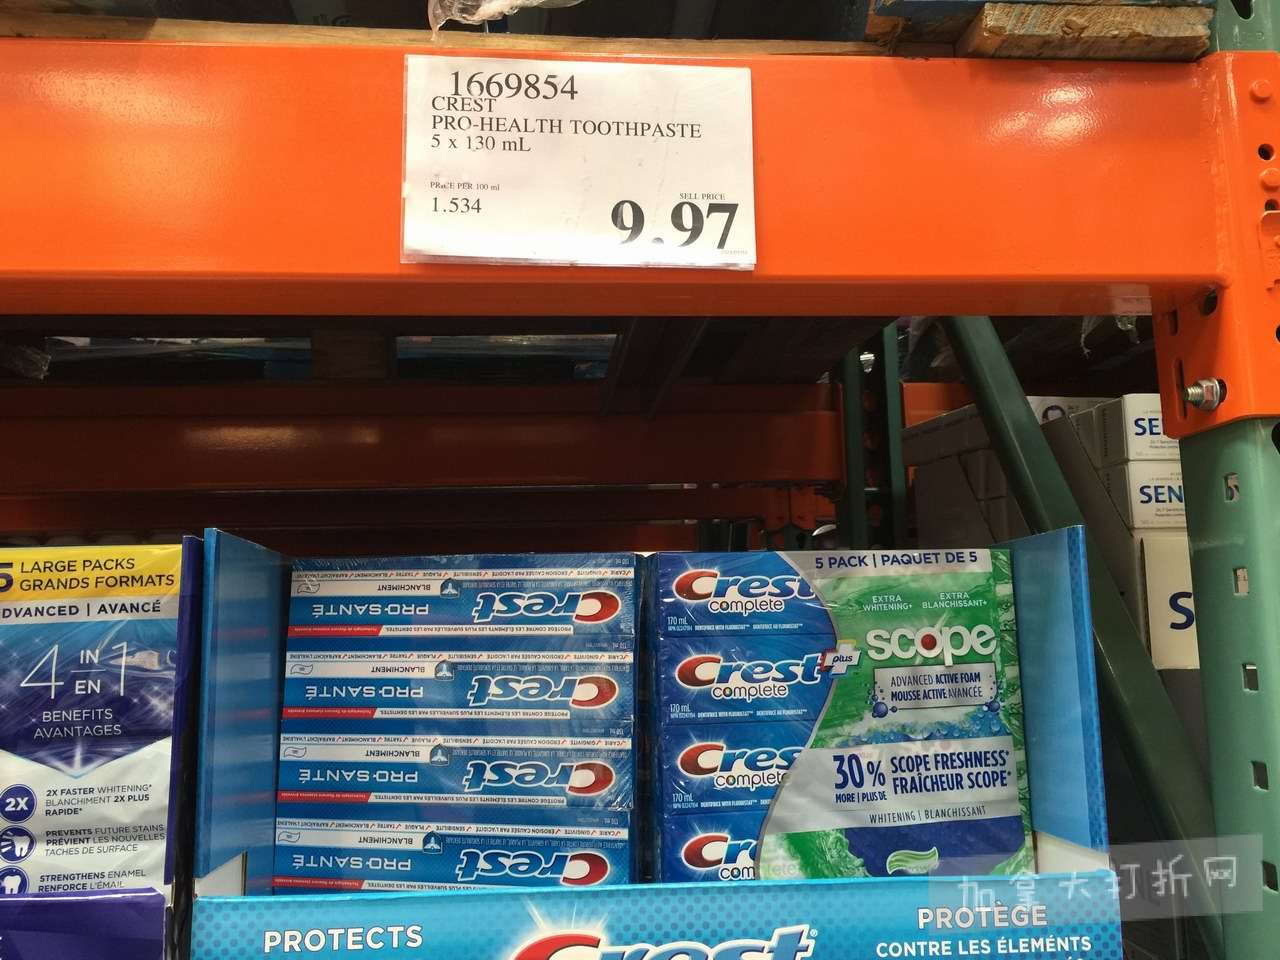 1669854
CREST
PRO-HEALTH TOOTHPASTE
5 x 130 mL
PRICE PER 100 ml
1.534
SELL PRICE
9.97
SE
SEN
S
5 LARGE PACKS
GRANDS FORMATS
ADVANCED | AVANCÉ
4 IN 1
EN
BENEFITS
AVANTAGES
2X
2X FASTER WHITENING*
BLANCHIMENT 2X PLUS
RAPIDE*
PREVENTS FUTURE STAINS
PRÉVIENT LES NOUVELLES
TACHES DE SURFACE
STRENGTHENS ENAMEL
RENFORCE L'ÉMAIL
Crest
PRO-SANTÉ
BLANCHIMENT
Crest
PRO-SANTÉ
BLANCHIMENT
Crest
PRO-SANTÉ
BLANCHIMENT
Crest
PRO-SANTÉ
BLANCHIMENT
5 PACK | PAQUET DE 5
Crest
complete
170 mL
Crest plus
complete
170 mL
Crest
complete
170 mL
Cr
comple
EXTRA WHITENING+
EXTRA BLANCHISSANT+
scope
ADVANCED ACTIVE FOAM
MOUSSE ACTIVE AVANCÉE
30% MORE | PLUS DE
SCOPE FRESHNESS*
FRAÎCHEUR SCOPE*
WHITENING | BLANCHISSANT
PROTECTS
Crest
PROTÈGE
CONTRE LES ÉLÉMENTS
加拿大打折网